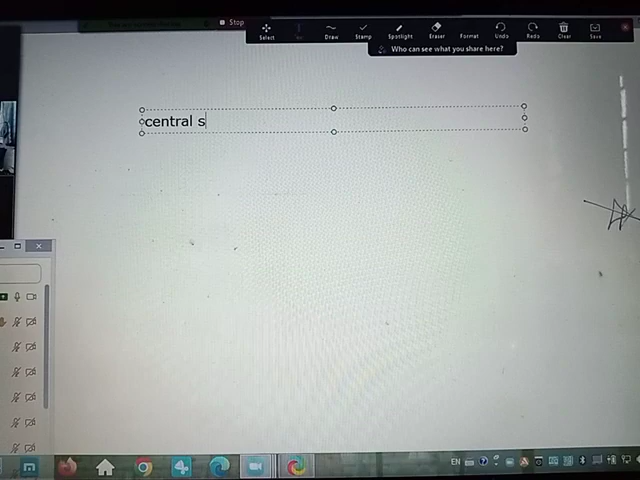 Stop
Select
Draw
Stamp
Spotlight
Eraser
Format
Undo
Redo
Clear
Save
Who can see what you share here?
central s
EN